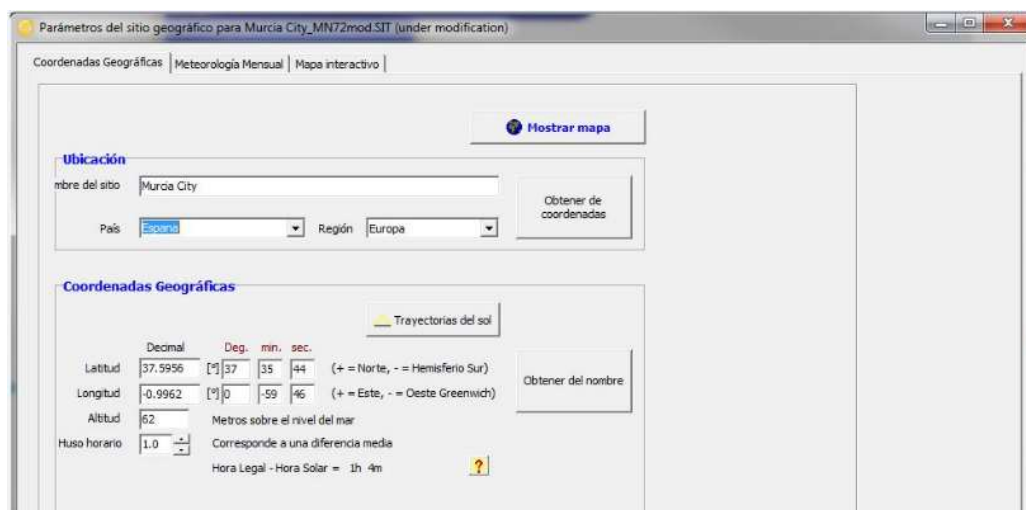 Parámetros del sitio geográfico para Murcia City_MN72mod.SIT (under modification)
Coordenadas Geográficas Meteorología Mensual Mapa interactivo
Mostrar mapa
Ubicación
mbre del sitio Murcia City
Obtener de coordenadas
País Espana Región Europa
Coordenadas Geográficas
Trayectorias del sol
Decimal Deg. min. sec.
Latitud 37.5956 [°] 37 35 44 (+ = Norte, - = Hemisferio Sur)
Longitud -0.9962 [°] 0 -59 46 (+ = Este, - = Oeste Greenwich)
Obtener del nombre
Altitud 62 Metros sobre el nivel del mar
Huso horario 1.0 Corresponde a una diferencia media
Hora Legal - Hora Solar = 1h 4m ?